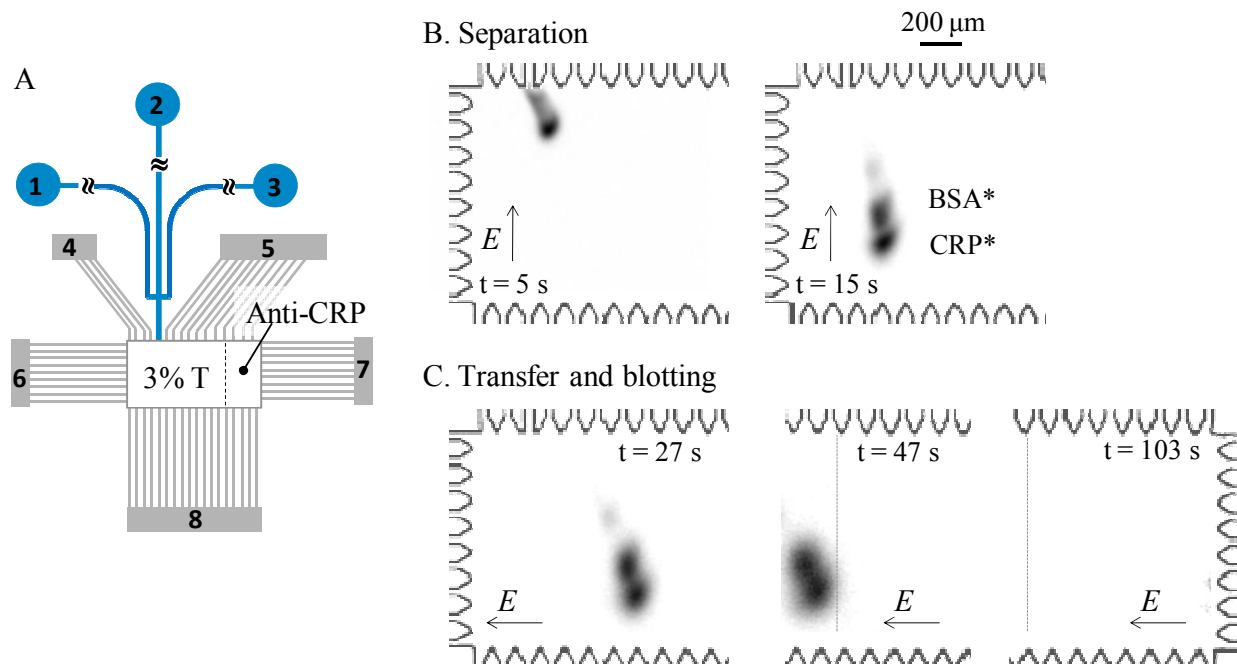 A
1
2
3
4
5
6
7
8
3% T
Anti-CRP
B. Separation
200 μm
E
t = 5 s
E
t = 15 s
BSA*
CRP*
C. Transfer and blotting
t = 27 s
E
t = 47 s
E
t = 103 s
E